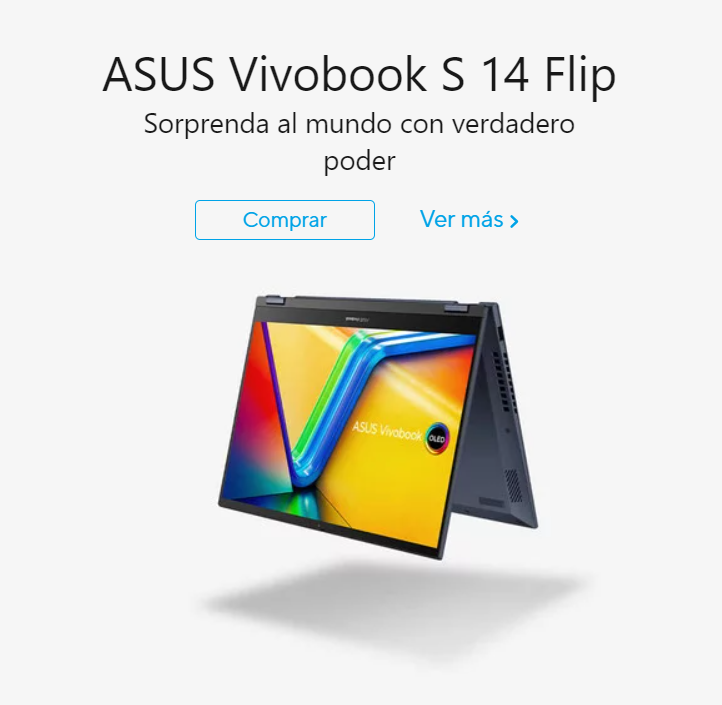 ASUS Vivobook S 14 Flip
Sorprenda al mundo con verdadero
poder
Comprar
Ver más
ASUS Vivobook
OLED